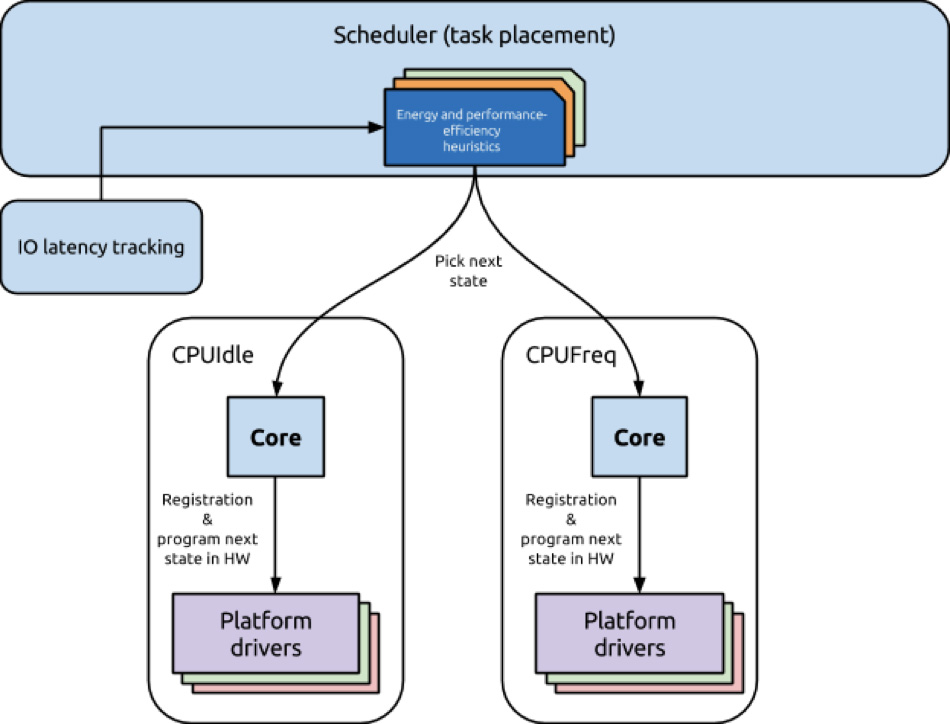 Scheduler (task placement)
Energy and performance-
efficiency
heuristics
IO latency tracking
Pick next
state
CPUIdle
Core
Registration
&
program next
state in HW
Platform
drivers
CPUFreq
Core
Registration
&
program next
state in HW
Platform
drivers